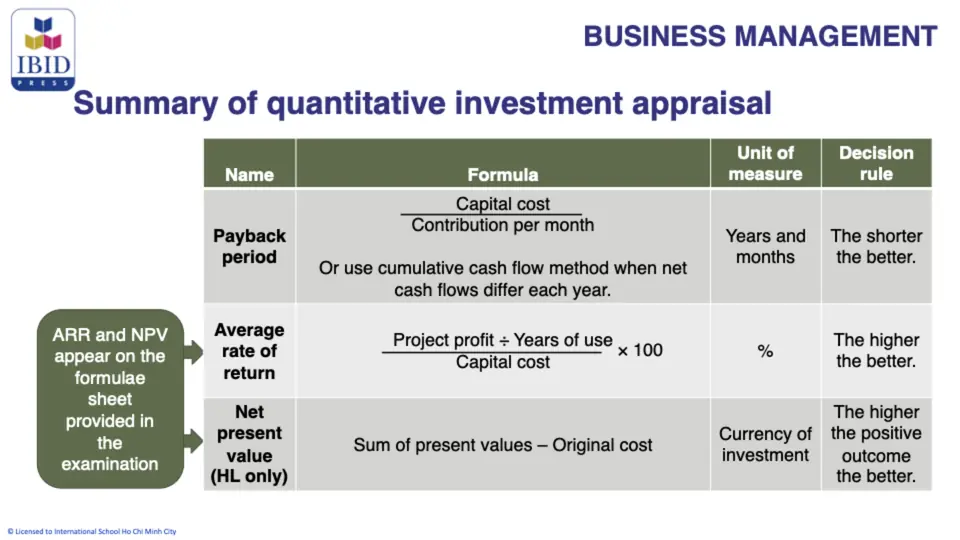 IBID
PRESS
BUSINESS MANAGEMENT
Summary of quantitative investment appraisal
Name
Formula
Unit of
measure
Decision
rule
Payback
period
Capital cost
Contribution per month
Or use cumulative cash flow method when net
cash flows differ each year.
Years and
months
The shorter
the better.
ARR and NPV
appear on the
formulae
sheet
provided in
the
examination
Average
rate of
return
Project profit ÷ Years of use
Capital cost
× 100
%
The higher
the better.
Net
present
value
(HL only)
Sum of present values – Original cost
Currency of
investment
The higher
the positive
outcome
the better.
© Licensed to International School Ho Chi Minh City